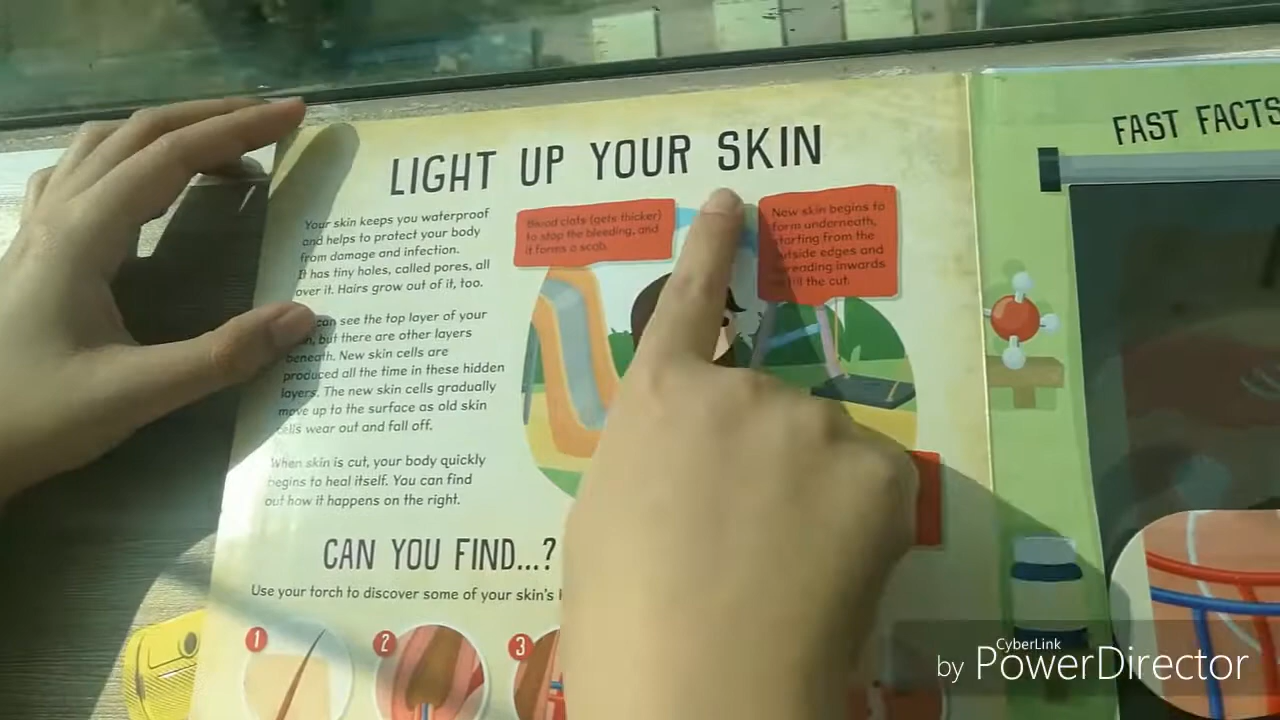 LIGHT UP YOUR SKIN
Your skin keeps you waterproof
and helps to protect your body
from damage and infection.
It has tiny holes, called pores, all
over it. Hairs grow out of it, too.
can see the top layer of your
but there are other layers
beneath. New skin cells are
produced all the time in these hidden
layers. The new skin cells gradually
move up to the surface as old skin
cells wear out and fall off.
When skin is cut, your body quickly
begins to heal itself. You can find
out how it happens on the right.
Blood clots (gets thicker)
to stop the bleeding, and
it forms a scab.
New skin begins to
form underneath,
starting from the
outside edges and
spreading inwards
the cut.
CAN YOU FIND...?
Use your torch to discover some of your skin's
1
2
3
FAST FACTS
CyberLink
by PowerDirector